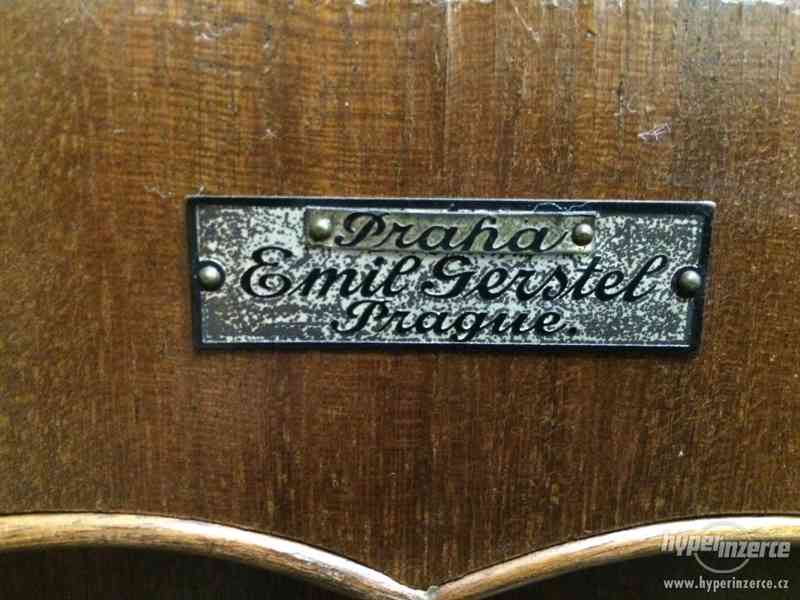 Praha
Emil Gerstel
Prague.
hyperinzerce
www.hyperinzerce.cz